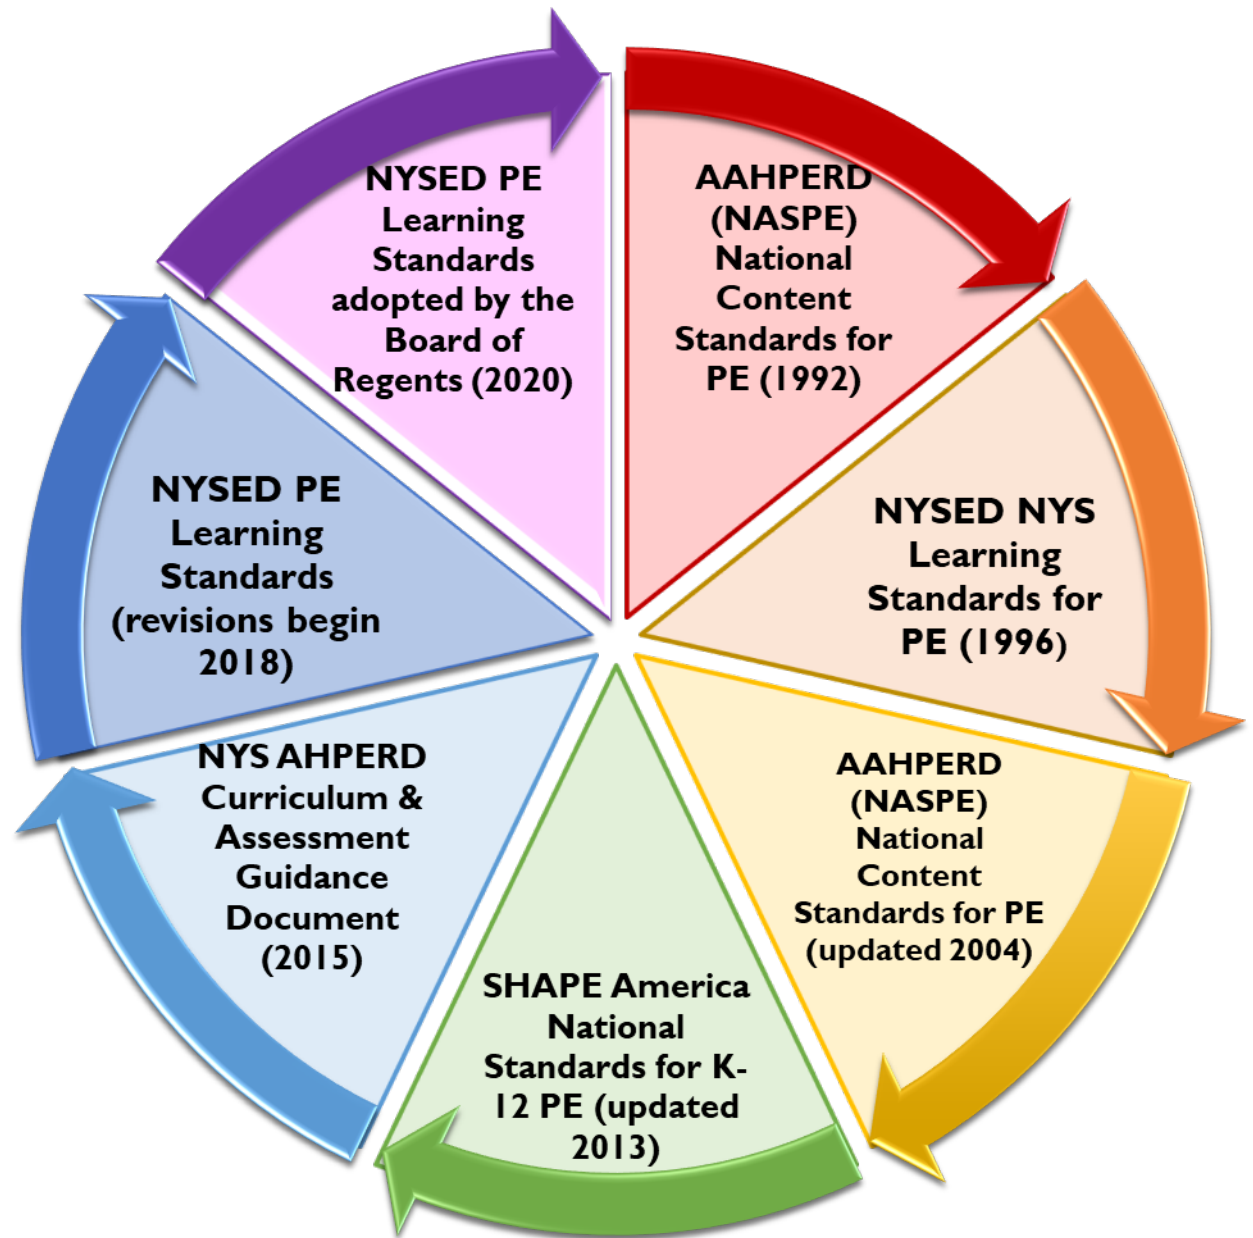 AAHPERD
(NASPE)
National
Content
Standards for
PE (1992)
NYSED NYS
Learning
Standards for
PE (1996)
AAHPERD
(NASPE)
National
Content
Standards for PE
(updated 2004)
SHAPE America
National
Standards for K-
12 PE (updated
2013)
NYS AHPERD
Curriculum &
Assessment
Guidance
Document
(2015)
NYSED PE
Learning
Standards
(revisions begin
2018)
NYSED PE
Learning
Standards
adopted by the
Board of
Regents (2020)